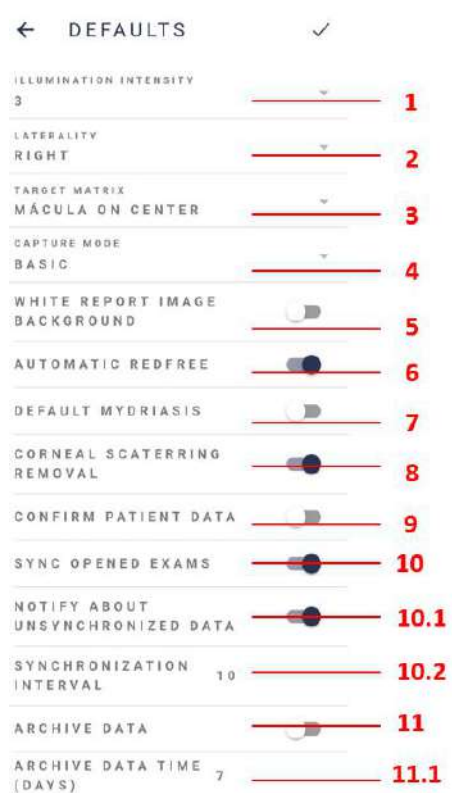 DEFAULTS
ILLUMINATION INTENSITY
3
1
LATERALITY
RIGHT
2
TARGET MATRIX
MÁCULA ON CENTER
3
CAPTURE MODE
BASIC
4
WHITE REPORT IMAGE
BACKGROUND
5
AUTOMATIC REDFREE
6
DEFAULT MYDRIASIS
7
CORNEAL SCATERRING
REMOVAL
8
CONFIRM PATIENT DATA
9
SYNC OPENED EXAMS
10
NOTIFY ABOUT
UNSYNCHRONIZED DATA
10.1
SYNCHRONIZATION
INTERVAL
10
10.2
ARCHIVE DATA
11
ARCHIVE DATA TIME
(DAYS)
7
11.1